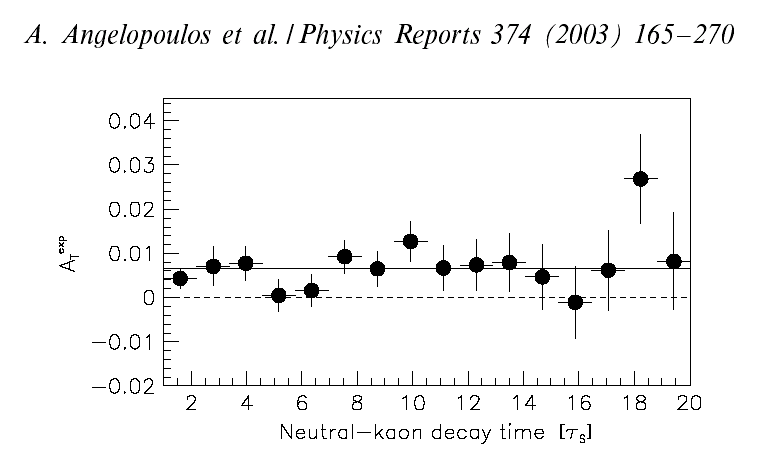 A. Angelopoulos et al. / Physics Reports 374 (2003) 165–270
0.04
0.03
0.02
0.01
0
−0.01
−0.02
A_T^exp
2 4 6 8 10 12 14 16 18 20
Neutral−kaon decay time [τ_S]